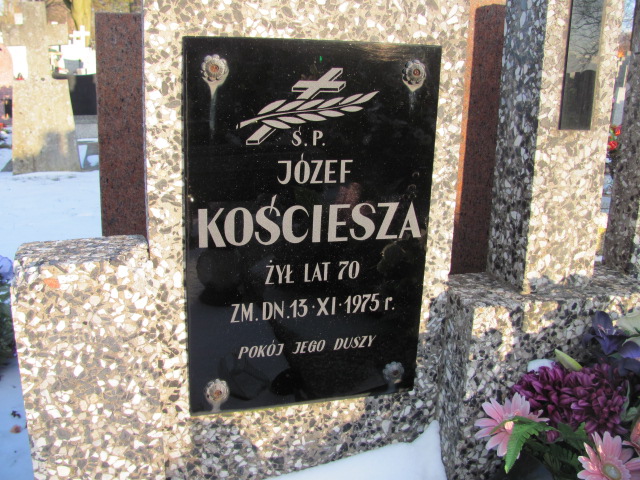 Ś.P.
JÓZEF
KOŚCIESZA
ŻYŁ LAT 70
ZM. DN. 13·XI·1975 r.
POKÓJ JEGO DUSZY